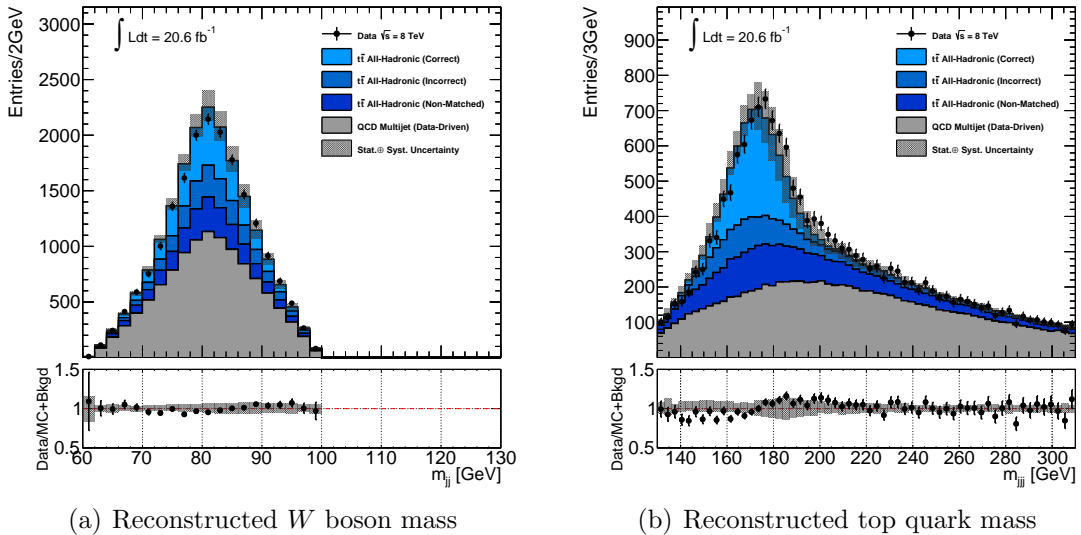 Entries/2GeV
3000
2500
2000
1500
1000
500
∫ Ldt = 20.6 fb⁻¹
Data √s = 8 TeV
tt̄ All-Hadronic (Correct)
tt̄ All-Hadronic (Incorrect)
tt̄ All-Hadronic (Non-Matched)
QCD Multijet (Data-Driven)
Stat.⊕ Syst. Uncertainty
Data/MC+Bkgd
1.5
1
0.5
60 70 80 90 100 110 120 130
m_jj [GeV]
(a) Reconstructed W boson mass
Entries/3GeV
900
800
700
600
500
400
300
200
100
∫ Ldt = 20.6 fb⁻¹
Data √s = 8 TeV
tt̄ All-Hadronic (Correct)
tt̄ All-Hadronic (Incorrect)
tt̄ All-Hadronic (Non-Matched)
QCD Multijet (Data-Driven)
Stat.⊕ Syst. Uncertainty
Data/MC+Bkgd
1.5
1
0.5
140 160 180 200 220 240 260 280 300
m_jjj [GeV]
(b) Reconstructed top quark mass